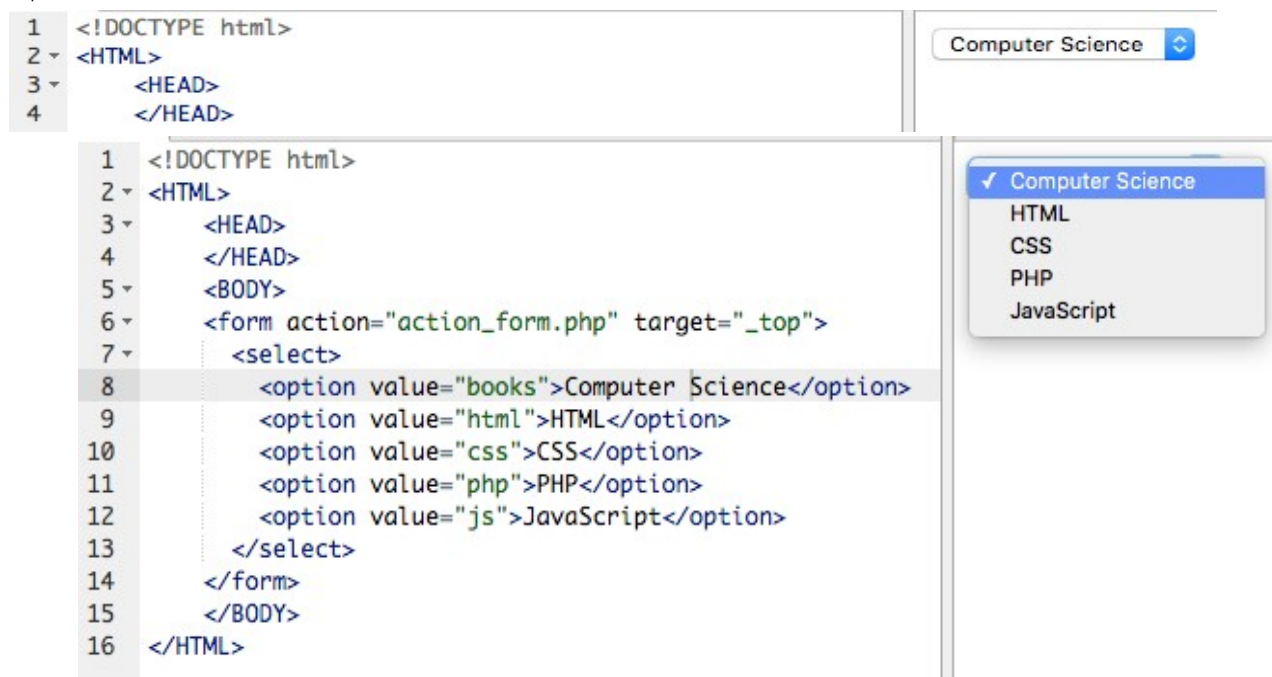 1 <!DOCTYPE html>
2 <HTML>
3 <HEAD>
4 </HEAD>
Computer Science
1 <!DOCTYPE html>
2 <HTML>
3 <HEAD>
4 </HEAD>
5 <BODY>
6 <form action="action_form.php" target="_top">
7 <select>
8 <option value="books">Computer Science</option>
9 <option value="html">HTML</option>
10 <option value="css">CSS</option>
11 <option value="php">PHP</option>
12 <option value="js">JavaScript</option>
13 </select>
14 </form>
15 </BODY>
16 </HTML>
✓ Computer Science
HTML
CSS
PHP
JavaScript